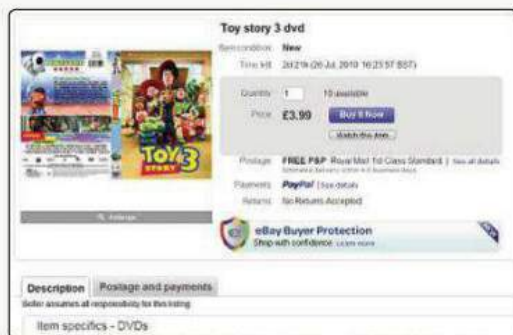 Toy story 3 dvd
Item condition: New
Time left: 2d 21h (26 Jul, 2010 16:23:57 BST)
Quantity: 1 10 available
Price: £3.99 Buy It Now
Watch this item
Postage: FREE P&P Royal Mail 1st Class Standard | See all details
Estimated delivery within
Payments: PayPal | See details
Returns: No Returns Accepted
TOY STORY 3
Enlarge
eBay Buyer Protection
Shop with confidence Learn more
Description Postage and payments
Seller assumes all responsibility for this listing.
Item specifics - DVDs